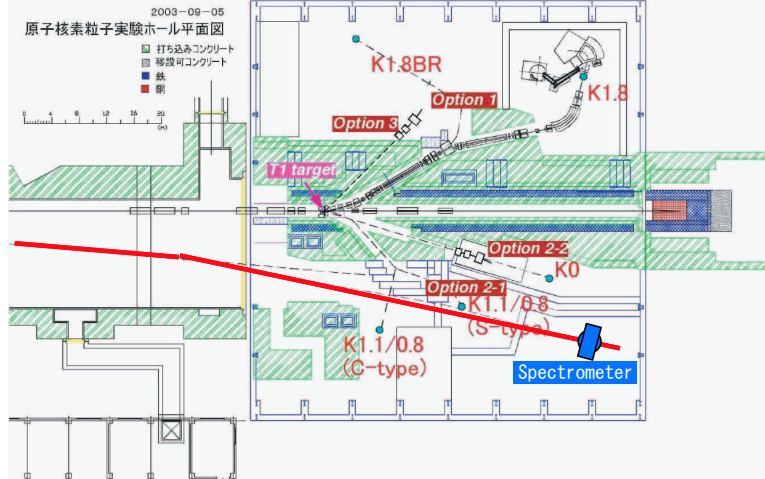 2003-09-05
原子核素粒子実験ホール平面図
打ち込みコンクリート
移設可コンクリート
鉄
銅
0 4 8 12 16 20
(M)
K1.8BR
K1.8
Option 1
Option 3
T1 target
Option 2-2
K0
Option 2-1
K1.1/0.8
(S-type)
K1.1/0.8
(C-type)
Spectrometer